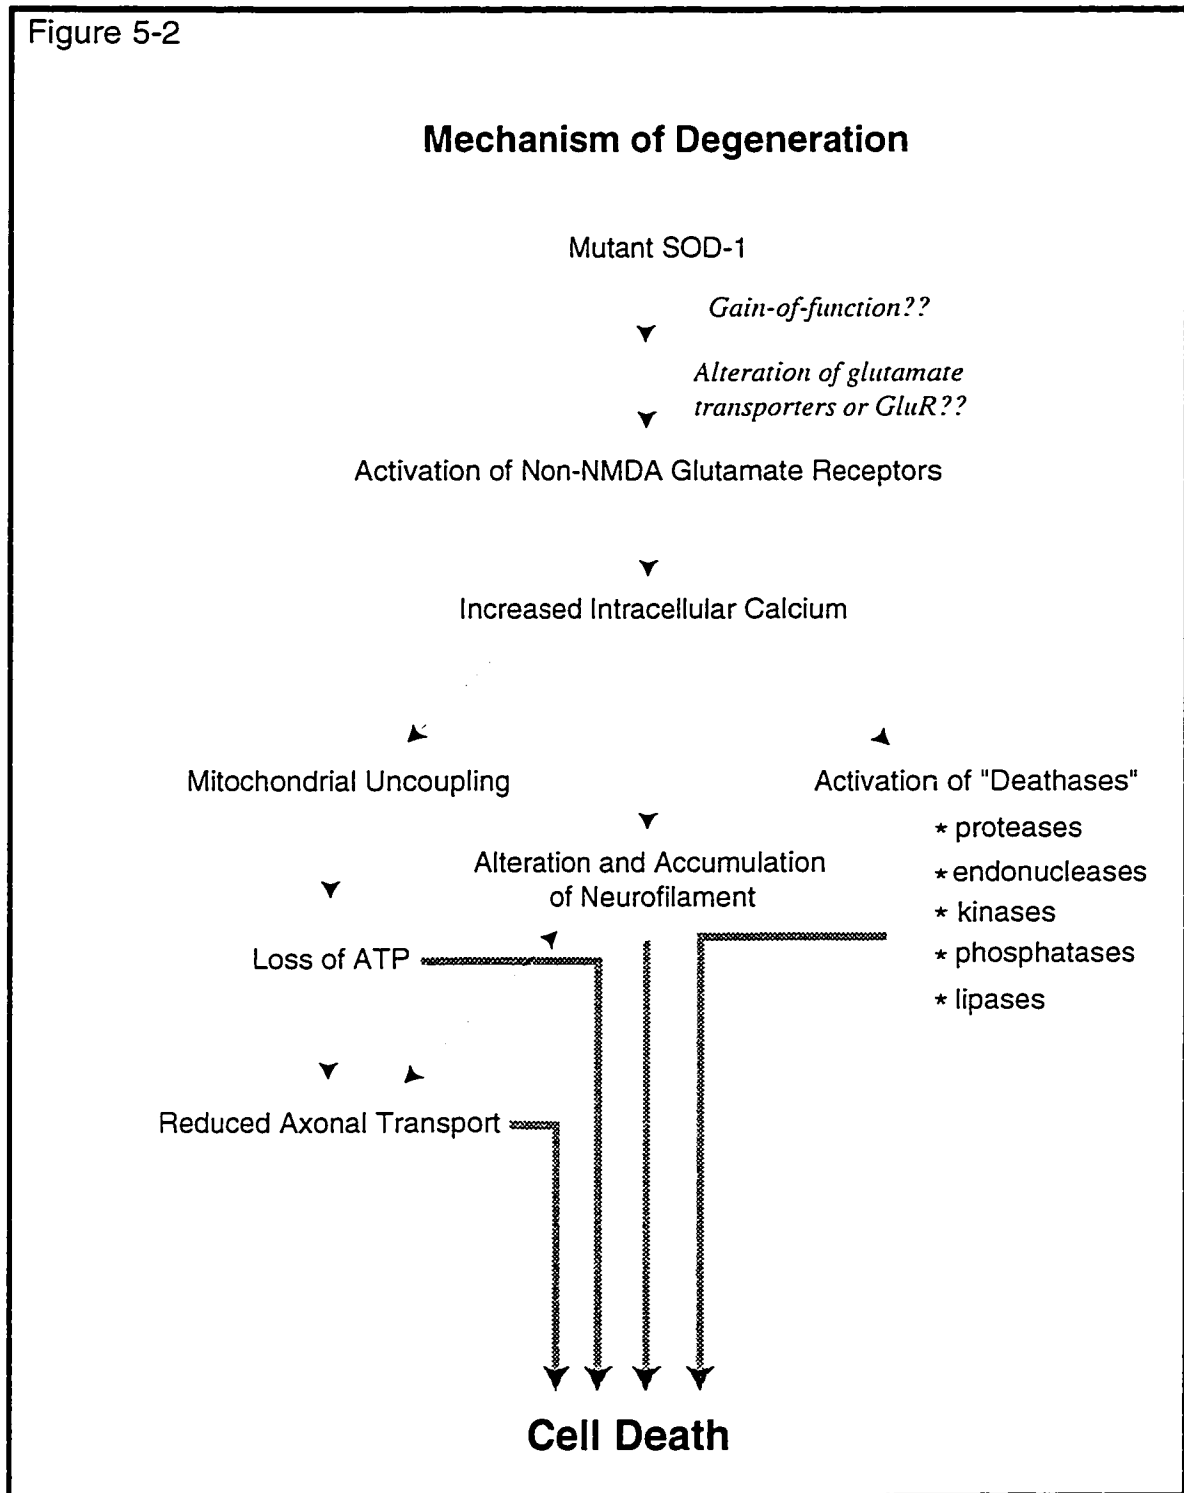 Figure 5-2
Mechanism of Degeneration
Mutant SOD-1
Gain-of-function??
Alteration of glutamate
transporters or GluR??
Activation of Non-NMDA Glutamate Receptors
Increased Intracellular Calcium
Mitochondrial Uncoupling
Activation of "Deathases"
* proteases
* endonucleases
* kinases
* phosphatases
* lipases
Alteration and Accumulation
of Neurofilament
Loss of ATP
Reduced Axonal Transport
Cell Death